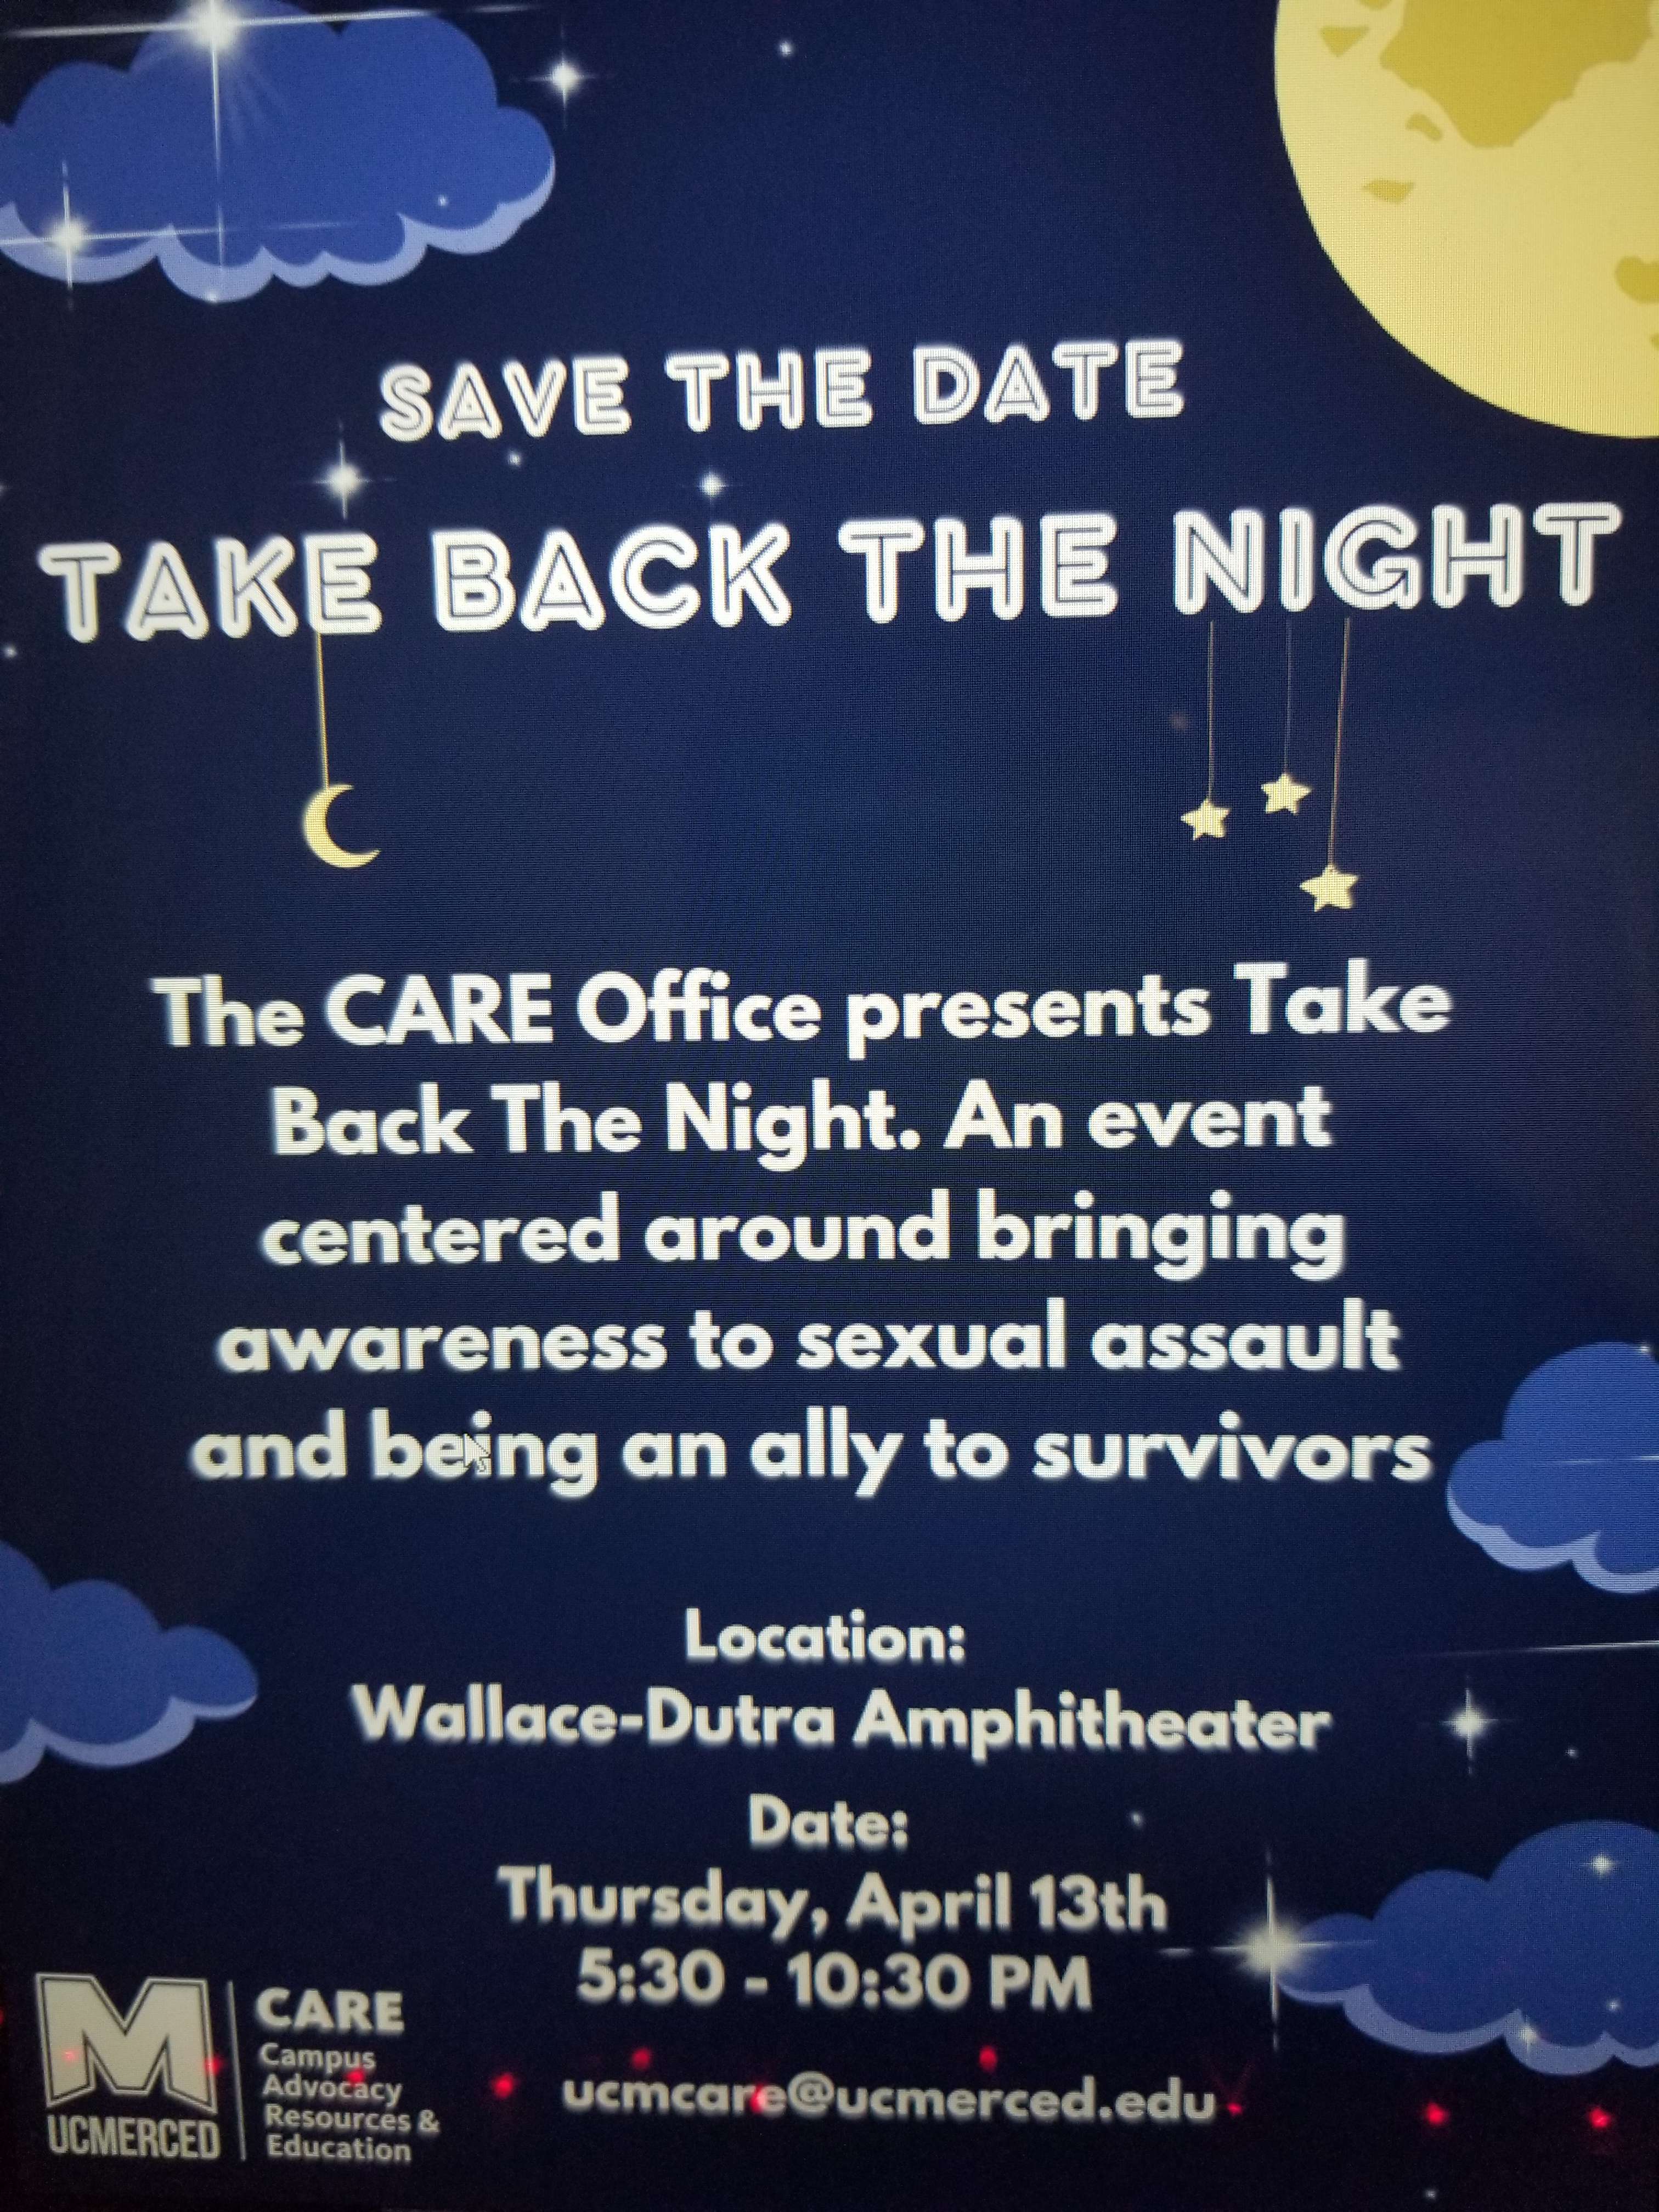 SAVE THE DATE
TAKE BACK THE NIGHT
The CARE Office presents Take
Back The Night. An event
centered around bringing
awareness to sexual assault
and being an ally to survivors
Location:
Wallace-Dutra Amphitheater
Date:
Thursday, April 13th
5:30 - 10:30 PM
ucmcare@ucmerced.edu
M
UCMERCED
CARE
Campus
Advocacy
Resources &
Education